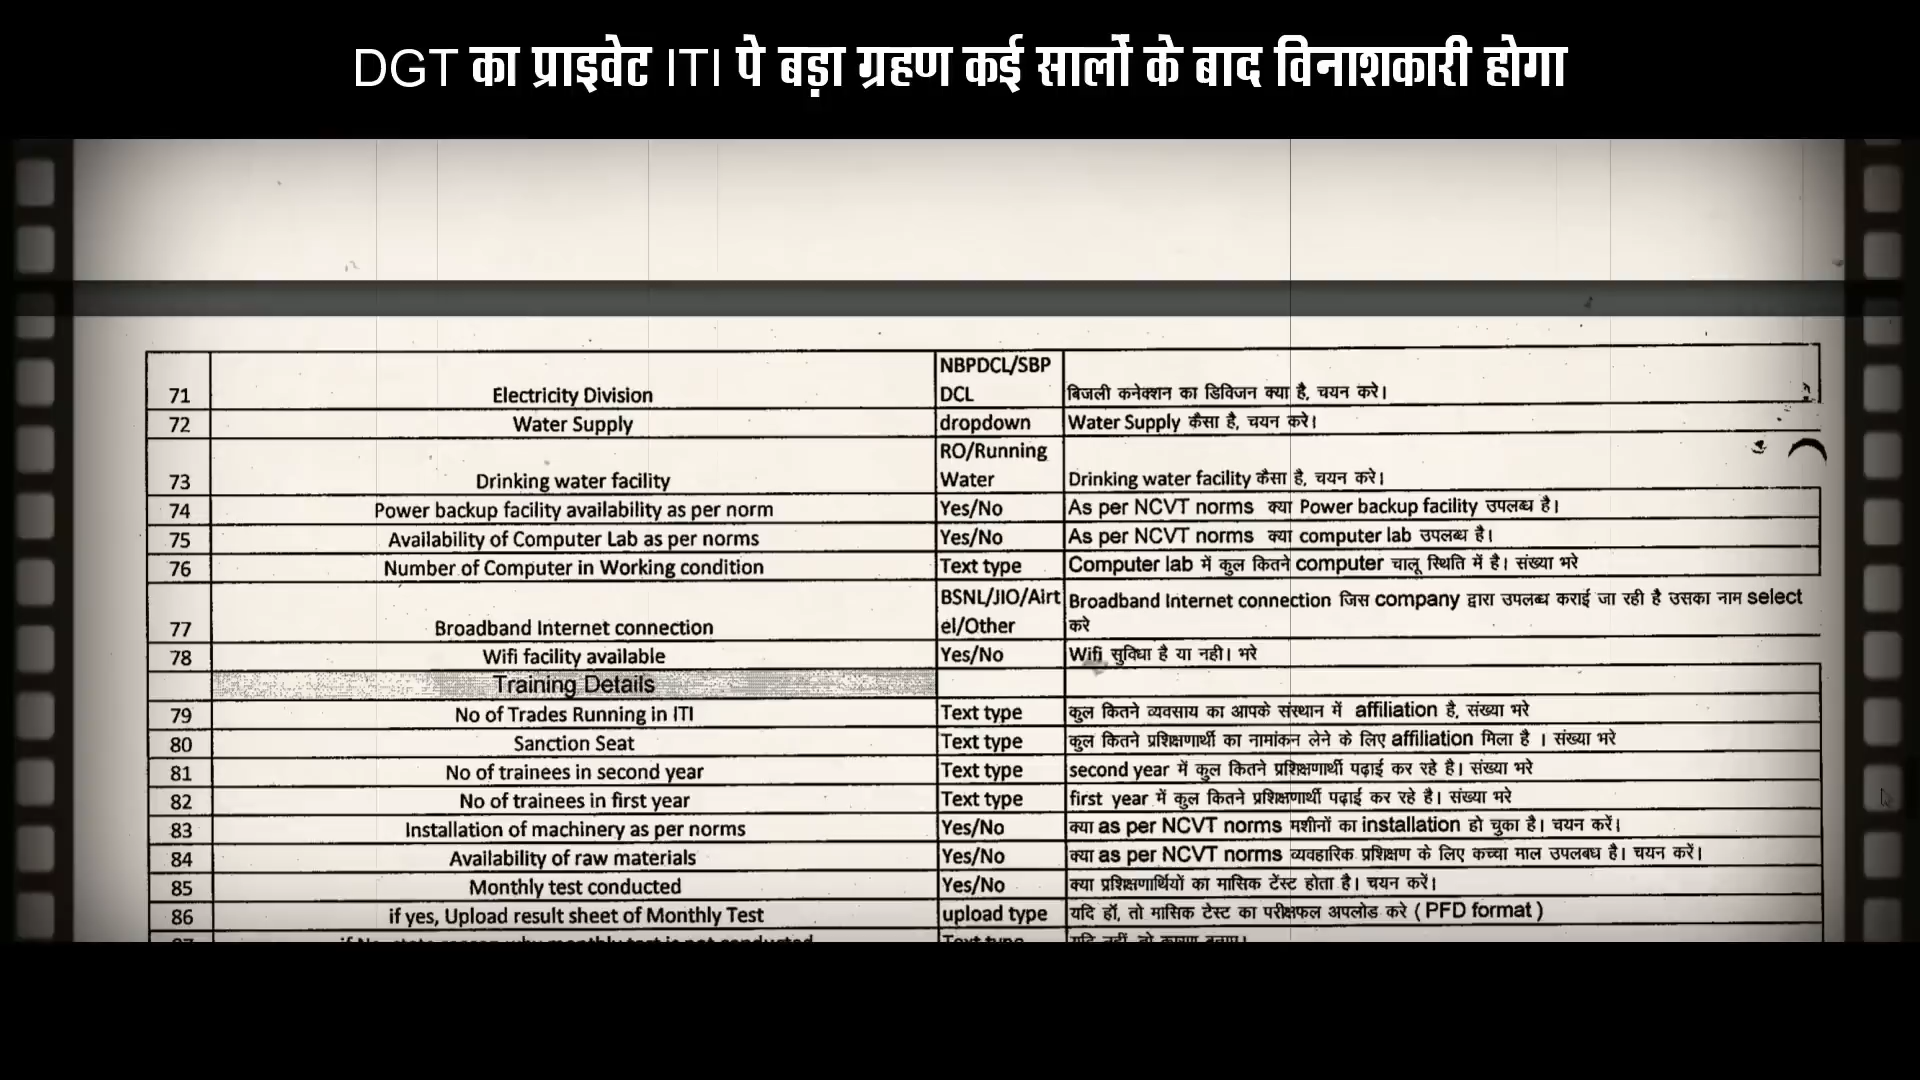 DGT का प्राइवेट ITI पे बड़ा ग्रहण कई सालों के बाद विनाशकारी होगा
71 Electricity Division NBPDCL/SBP DCL बिजली कनेक्शन का डिविजन क्या है, चयन करे।
72 Water Supply dropdown Water Supply कैसा है, चयन करे।
73 Drinking water facility RO/Running Water Drinking water facility कैसा है, चयन करे।
74 Power backup facility availability as per norm Yes/No As per NCVT norms क्या Power backup facility उपलब्ध है।
75 Availability of Computer Lab as per norms Yes/No As per NCVT norms क्या computer lab उपलब्ध है।
76 Number of Computer in Working condition Text type Computer lab में कुल कितने computer चालू स्थिति में है। संख्या भरे
77 Broadband Internet connection BSNL/JIO/Airt el/Other Broadband Internet connection जिस company द्वारा उपलब्ध कराई जा रही है उसका नाम select करे
78 Wifi facility available Yes/No Wifi सुविधा है या नही। भरे
Training Details
79 No of Trades Running in ITI Text type कुल कितने व्यवसाय का आपके संस्थान में affiliation है, संख्या भरे
80 Sanction Seat Text type कुल कितने प्रशिक्षणार्थी का नामांकन लेने के लिए affiliation मिला है । संख्या भरे
81 No of trainees in second year Text type second year में कुल कितने प्रशिक्षणार्थी पढ़ाई कर रहे है। संख्या भरे
82 No of trainees in first year Text type first year में कुल कितने प्रशिक्षणार्थी पढ़ाई कर रहे है। संख्या भरे
83 Installation of machinery as per norms Yes/No क्या as per NCVT norms मशीनों का installation हो चुका है। चयन करें।
84 Availability of raw materials Yes/No क्या as per NCVT norms व्यवहारिक प्रशिक्षण के लिए कच्चा माल उपलबध है। चयन करें।
85 Monthly test conducted Yes/No क्या प्रशिक्षणार्थियों का मासिक टेंस्ट होता है। चयन करें।
86 if yes, Upload result sheet of Monthly Test upload type यदि हॉं, तो मासिक टेस्ट का परीक्षफल अपलोड करे ( PFD format )